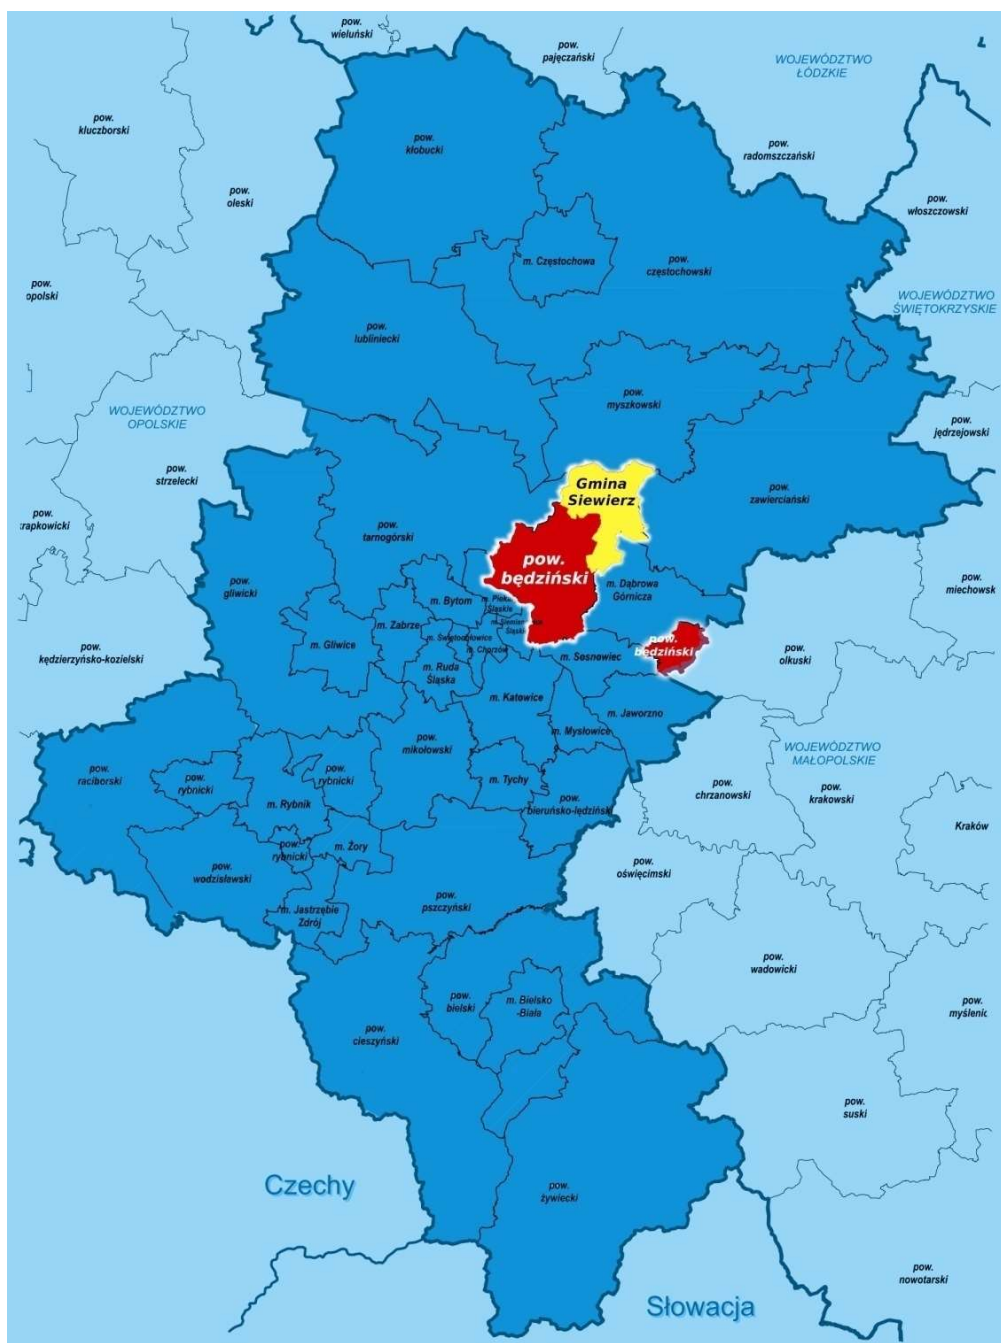 pow.
wieluński
pow.
pajęczański
WOJEWÓDZTWO
ŁÓDZKIE
pow.
kluczborski
pow.
kłobucki
pow.
radomszczański
pow.
oleski
pow.
włoszczowski
m. Częstochowa
pow.
częstochowski
pow.
opolski
WOJEWÓDZTWO
ŚWIĘTOKRZYSKIE
pow.
lubliniecki
pow.
myszkowski
WOJEWÓDZTWO
OPOLSKIE
pow.
jędrzejowski
pow.
strzelecki
Gmina
Siewierz
pow.
zawierciański
pow.
krapkowicki
pow.
tarnogórski
pow.
będziński
pow.
gliwicki
m. Dąbrowa
Górnicza
pow.
miechowsk
m. Bytom
m. Pieka
Śląskie
m. Zabrze
m. Gliwice
m. Świętochłowice
m. Chorzów
m. Siemian
Śląski
pow.
będziński
pow.
olkuski
pow.
kędzierzyńsko-kozielski
m. Sosnowiec
m. Ruda
Śląska
m. Katowice
m. Jaworzno
m. Mysłowice
pow.
mikołowski
WOJEWÓDZTWO
MAŁOPOLSKIE
pow.
raciborski
pow.
rybnicki
pow.
rybnicki
m. Tychy
pow.
chrzanowski
pow.
krakowski
m. Rybnik
pow.
bieruńsko-lędziński
Kraków
pow.
rybnicki
m. Żory
pow.
wodzisławski
pow.
oświęcimski
pow.
pszczyński
m. Jastrzębie
Zdrój
pow.
wadowicki
pow.
bielski
m. Bielsko
-Biała
pow.
myślenic
pow.
cieszyński
pow.
suski
Czechy
pow.
żywiecki
pow.
nowotarski
Słowacja